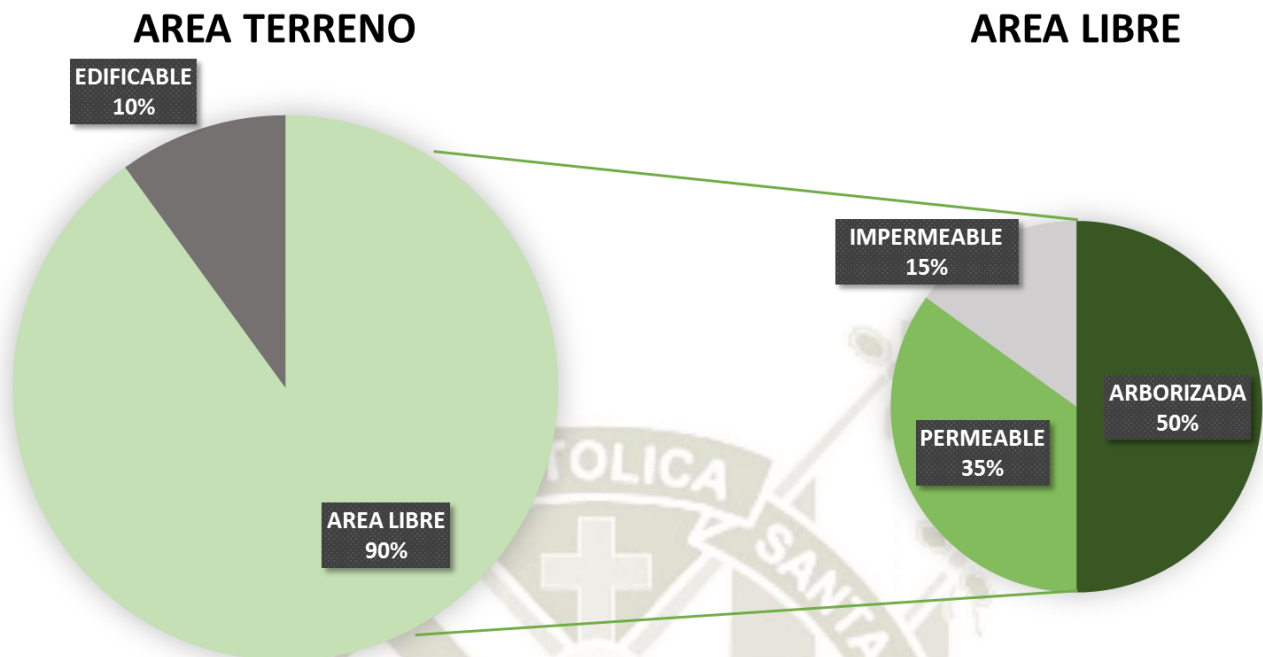 AREA TERRENO
AREA LIBRE
EDIFICABLE
10%
IMPERMEABLE
15%
ARBORIZADA
50%
PERMEABLE
35%
AREA LIBRE
90%
TOLICA
SANTA